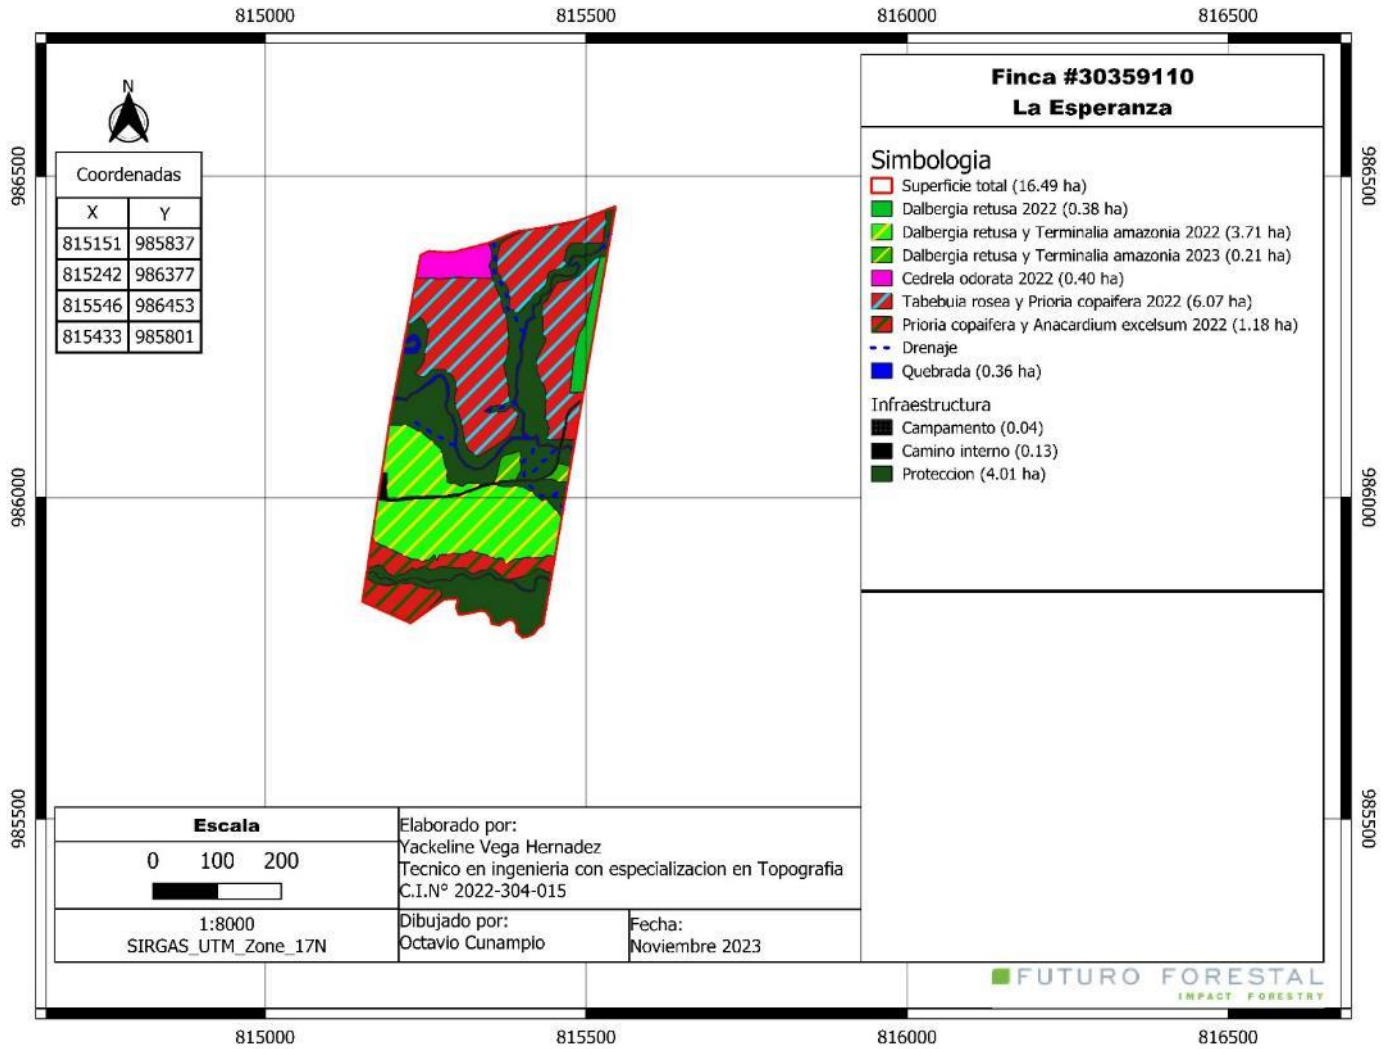 815000
815500
816000
816500
986500
986000
985500
986500
986000
985500
N
Coordenadas
X Y
815151 985837
815242 986377
815546 986453
815433 985801
Finca #30359110
La Esperanza
Simbologia
Superficie total (16.49 ha)
Dalbergia retusa 2022 (0.38 ha)
Dalbergia retusa y Terminalia amazonia 2022 (3.71 ha)
Dalbergia retusa y Terminalia amazonia 2023 (0.21 ha)
Cedrela odorata 2022 (0.40 ha)
Tabebuia rosea y Prioria copaifera 2022 (6.07 ha)
Prioria copaifera y Anacardium excelsum 2022 (1.18 ha)
Drenaje
Quebrada (0.36 ha)
Infraestructura
Campamento (0.04)
Camino interno (0.13)
Proteccion (4.01 ha)
Escala
0 100 200
1:8000
SIRGAS_UTM_Zone_17N
Elaborado por:
Yackeline Vega Hernadez
Tecnico en ingenieria con especializacion en Topografia
C.I.N° 2022-304-015
Dibujado por:
Octavio Cunampio
Fecha:
Noviembre 2023
FUTURO FORESTAL
IMPACT FORESTRY
815000
815500
816000
816500